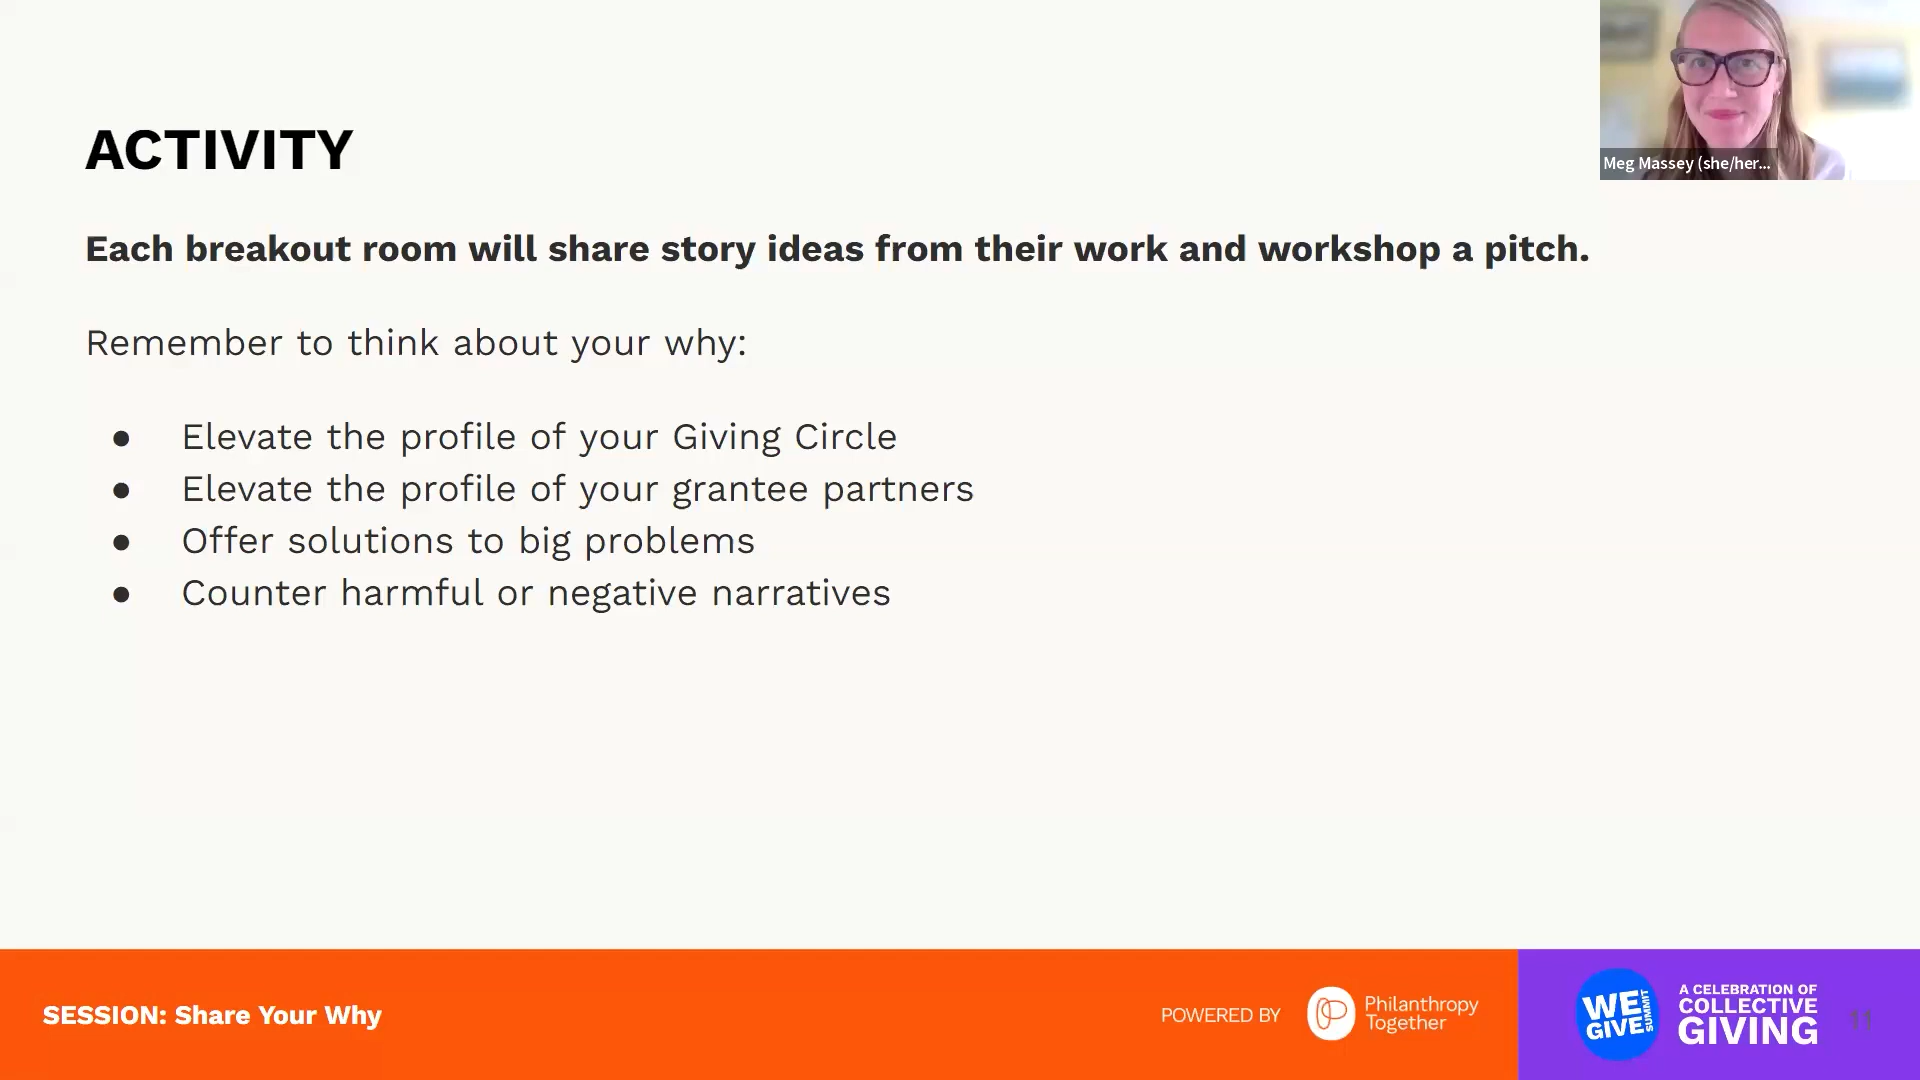 ACTIVITY
Each breakout room will share story ideas from their work and workshop a pitch.
Remember to think about your why:
● Elevate the profile of your Giving Circle
● Elevate the profile of your grantee partners
● Offer solutions to big problems
● Counter harmful or negative narratives
Meg Massey (she/her...
SESSION: Share Your Why
POWERED BY
Philanthropy
Together
WE
GIVE
SUMMIT
A CELEBRATION OF
COLLECTIVE
GIVING
11